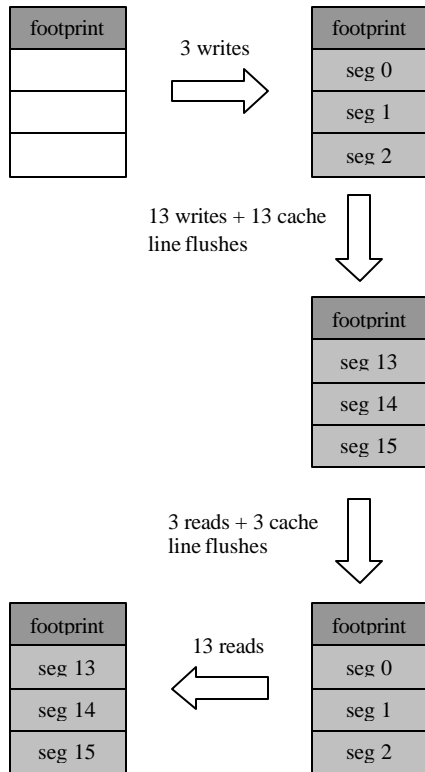 footprint
3 writes
footprint
seg 0
seg 1
seg 2
13 writes + 13 cache
line flushes
footprint
seg 13
seg 14
seg 15
3 reads + 3 cache
line flushes
footprint
seg 0
seg 1
seg 2
13 reads
footprint
seg 13
seg 14
seg 15